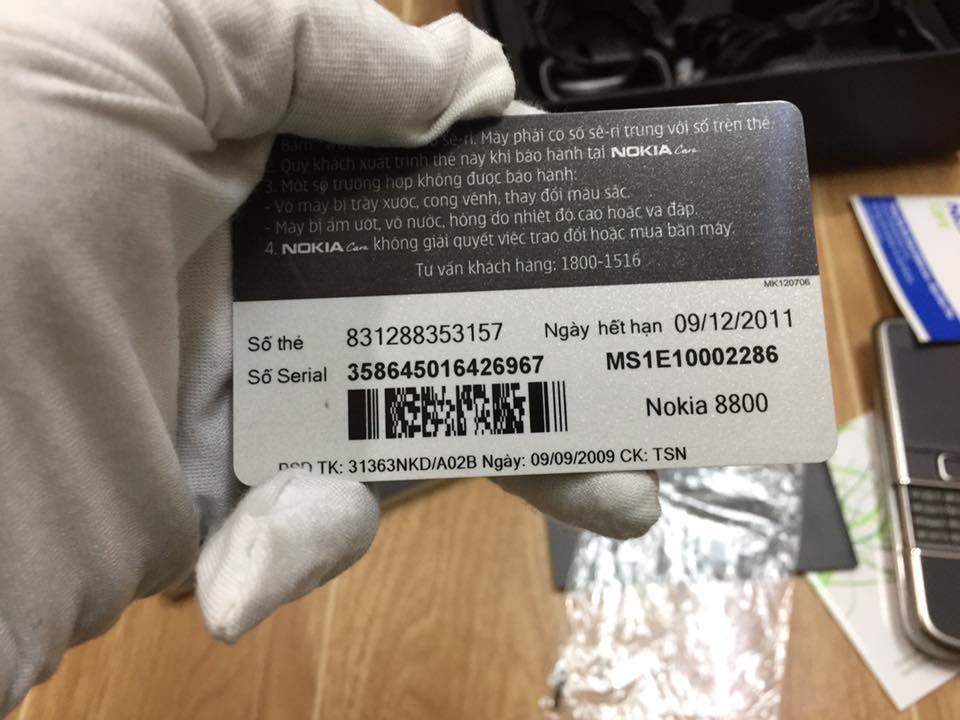 số sê-ri. Máy phải có số sê-ri trùng với số trên thẻ.
2. Quý khách xuất trình thẻ này khi bảo hành tại NOKIA Care
3. Một số trường hợp không được bảo hành:
- Vỏ máy bị trầy xước, cong vênh, thay đổi màu sắc.
- Máy bị ẩm ướt, vô nước, hỏng do nhiệt độ cao hoặc va đập.
4. NOKIA Care không giải quyết việc trao đổi hoặc mua bán máy.
Tư vấn khách hàng: 1800-1516
MK120706
Số thẻ 831288353157 Ngày hết hạn 09/12/2011
Số Serial 358645016426967 MS1E10002286
Nokia 8800
TK: 31363NKD/A02B Ngày: 09/09/2009 CK: TSN